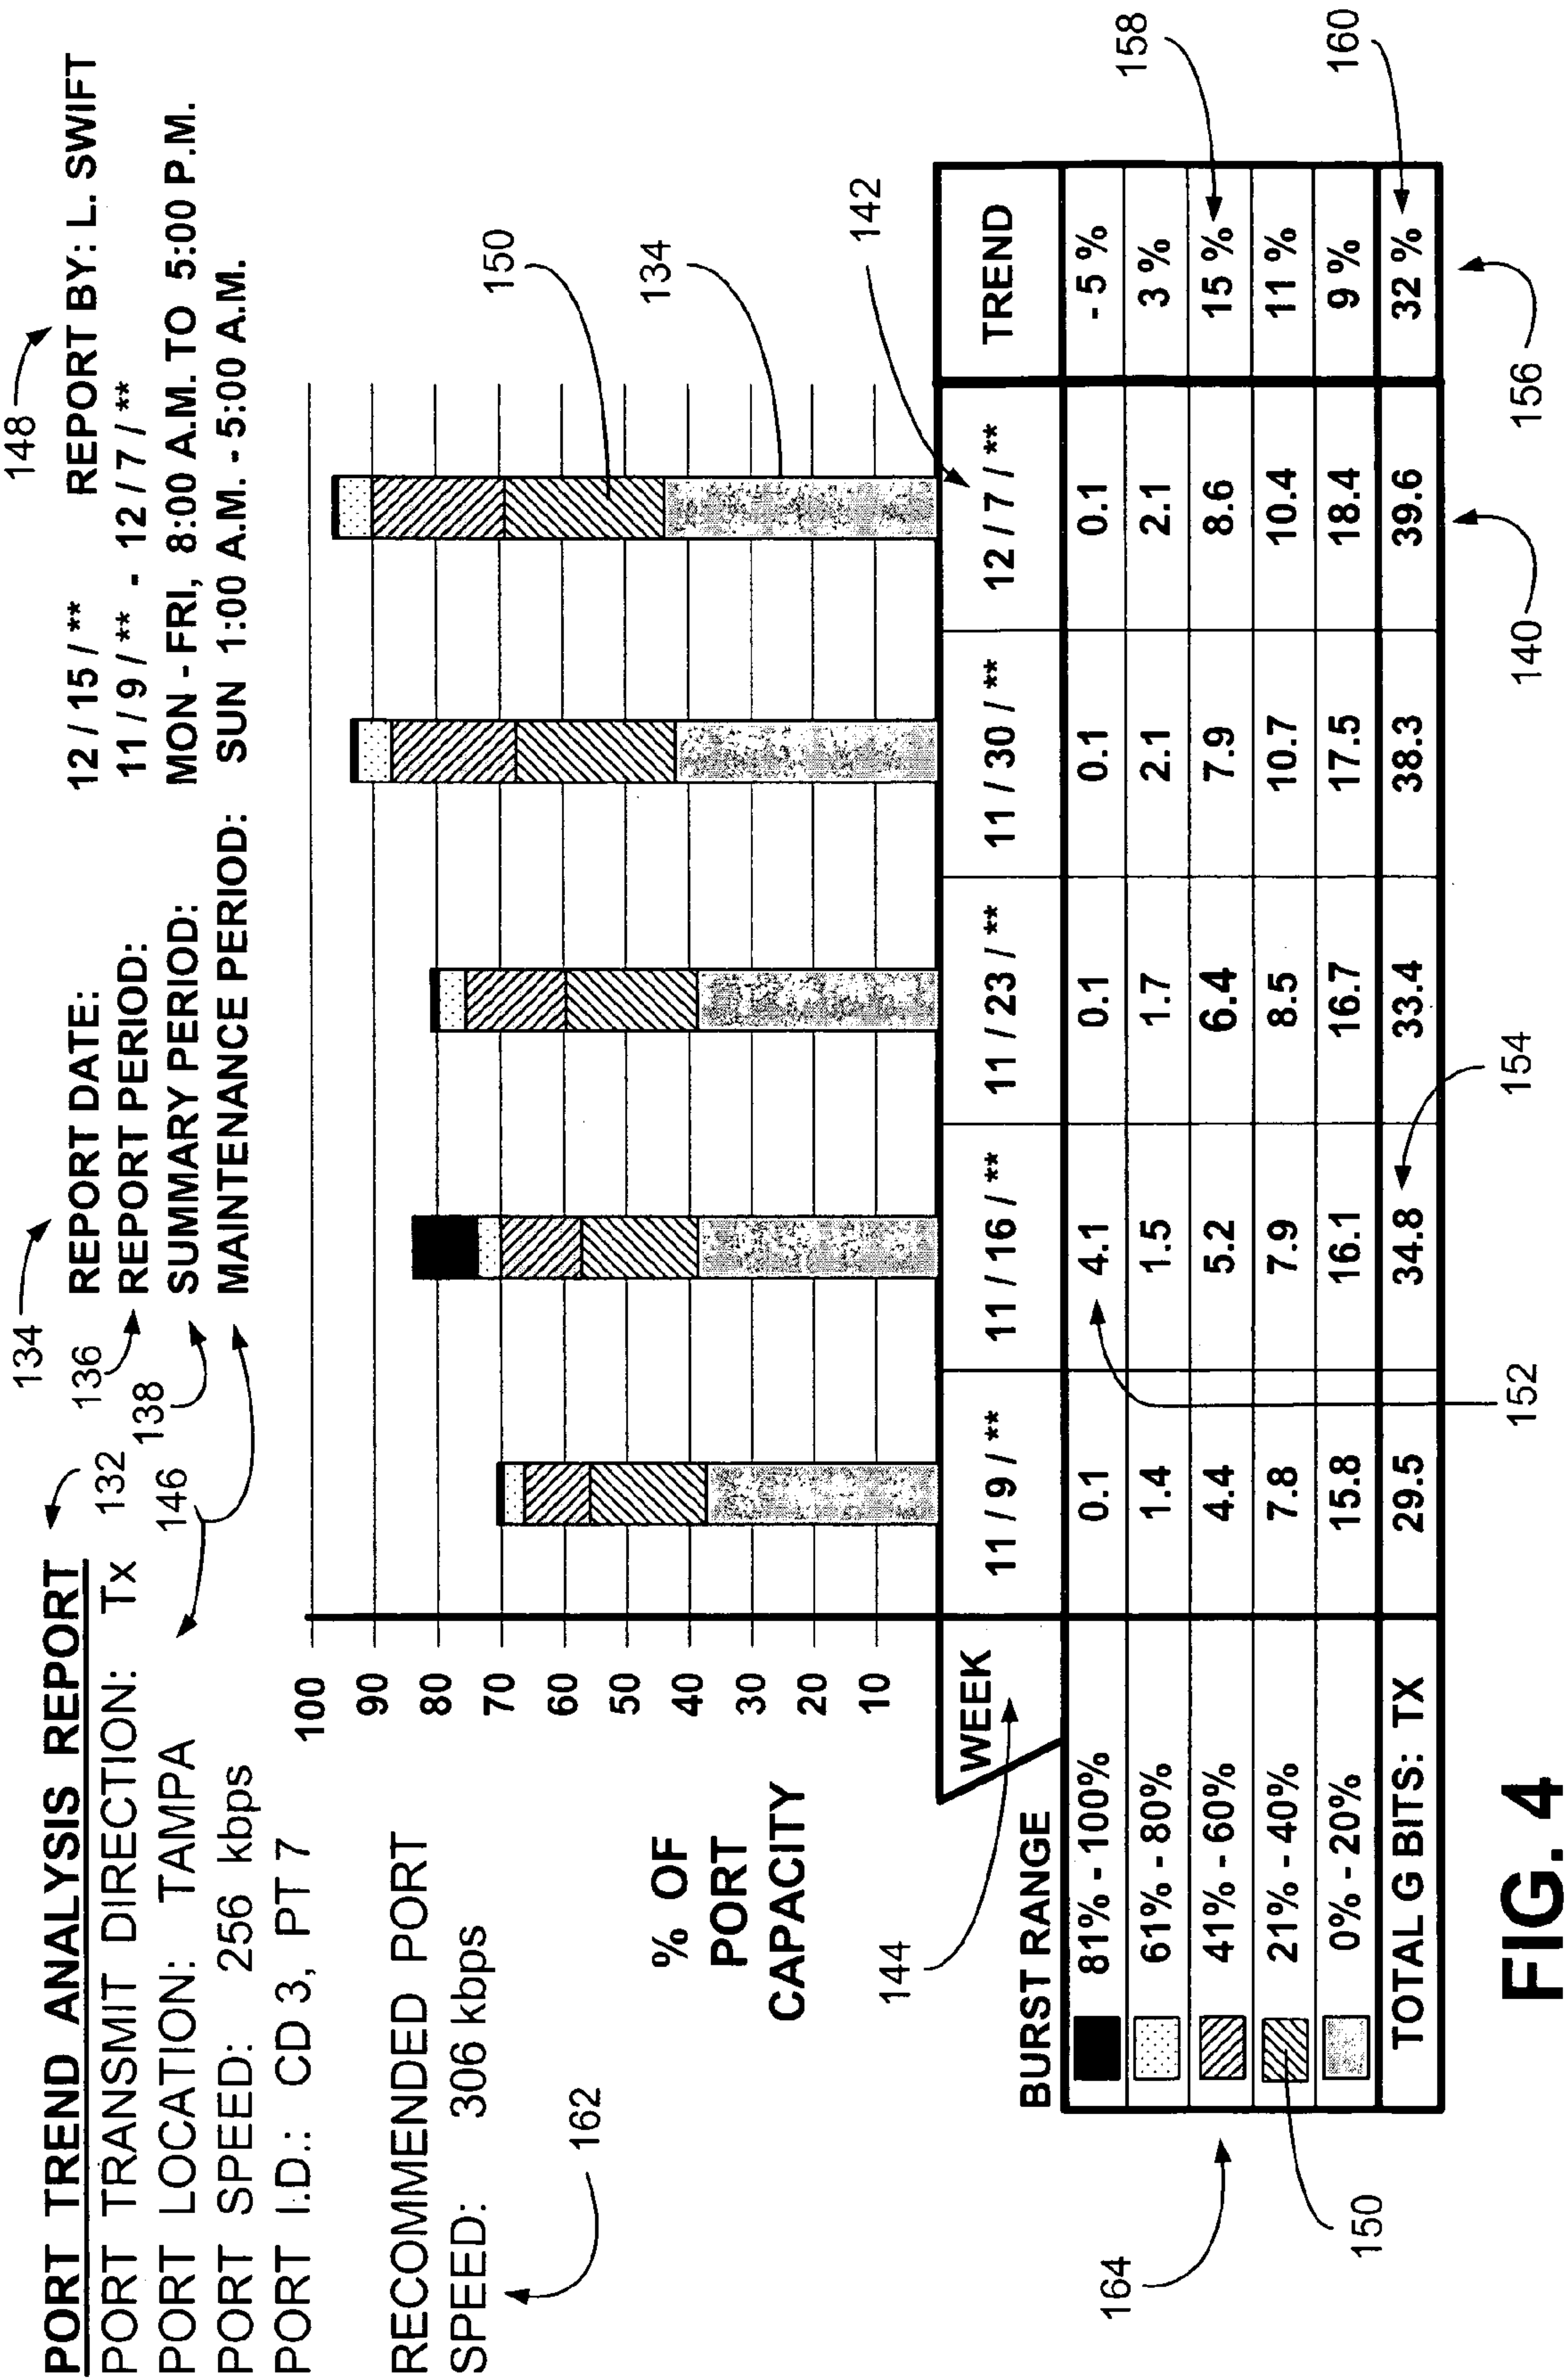 148
134
PORT TREND ANALYSIS REPORT
132
136
REPORT DATE: 12 / 15 / ** REPORT BY: L. SWIFT
PORT TRANSMIT DIRECTION: Tx
REPORT PERIOD: 11 / 9 / ** - 12 / 7 / **
138
PORT LOCATION: TAMPA
146
SUMMARY PERIOD: MON - FRI, 8:00 A.M. TO 5:00 P.M.
PORT SPEED: 256 kbps
MAINTENANCE PERIOD: SUN 1:00 A.M. - 5:00 A.M.
PORT I.D.: CD 3, PT 7
RECOMMENDED PORT
SPEED: 306 kbps
162
100
90
80
70
60
50
40
30
20
10
% OF
PORT
CAPACITY
150
134
142
144
BURST RANGE
WEEK 11 / 9 / ** 11 / 16 / ** 11 / 23 / ** 11 / 30 / ** 12 / 7 / ** TREND
81% - 100% 0.1 4.1 0.1 0.1 0.1 - 5 %
61% - 80% 1.4 1.5 1.7 2.1 2.1 3 %
41% - 60% 4.4 5.2 6.4 7.9 8.6 15 %
21% - 40% 7.8 7.9 8.5 10.7 10.4 11 %
0% - 20% 15.8 16.1 16.7 17.5 18.4 9 %
TOTAL G BITS: TX 29.5 34.8 33.4 38.3 39.6 32 %
158
160
164
150
152
154
140
156
FIG. 4